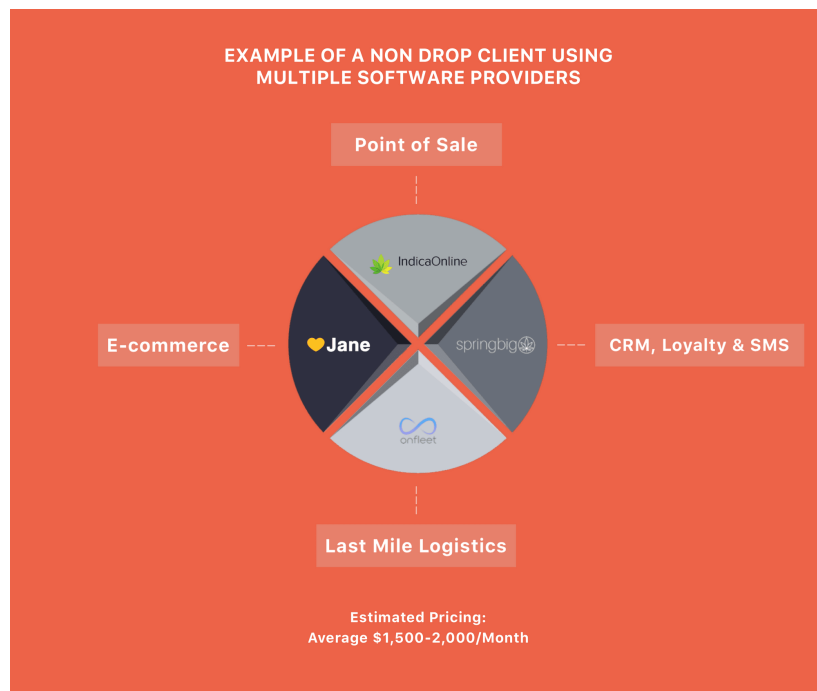 EXAMPLE OF A NON DROP CLIENT USING
MULTIPLE SOFTWARE PROVIDERS
Point of Sale
IndicaOnline
E-commerce
Jane
springbig
CRM, Loyalty & SMS
onfleet
Last Mile Logistics
Estimated Pricing:
Average $1,500-2,000/Month